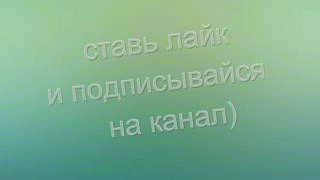 ставь лайк
и подписывайся
на канал)